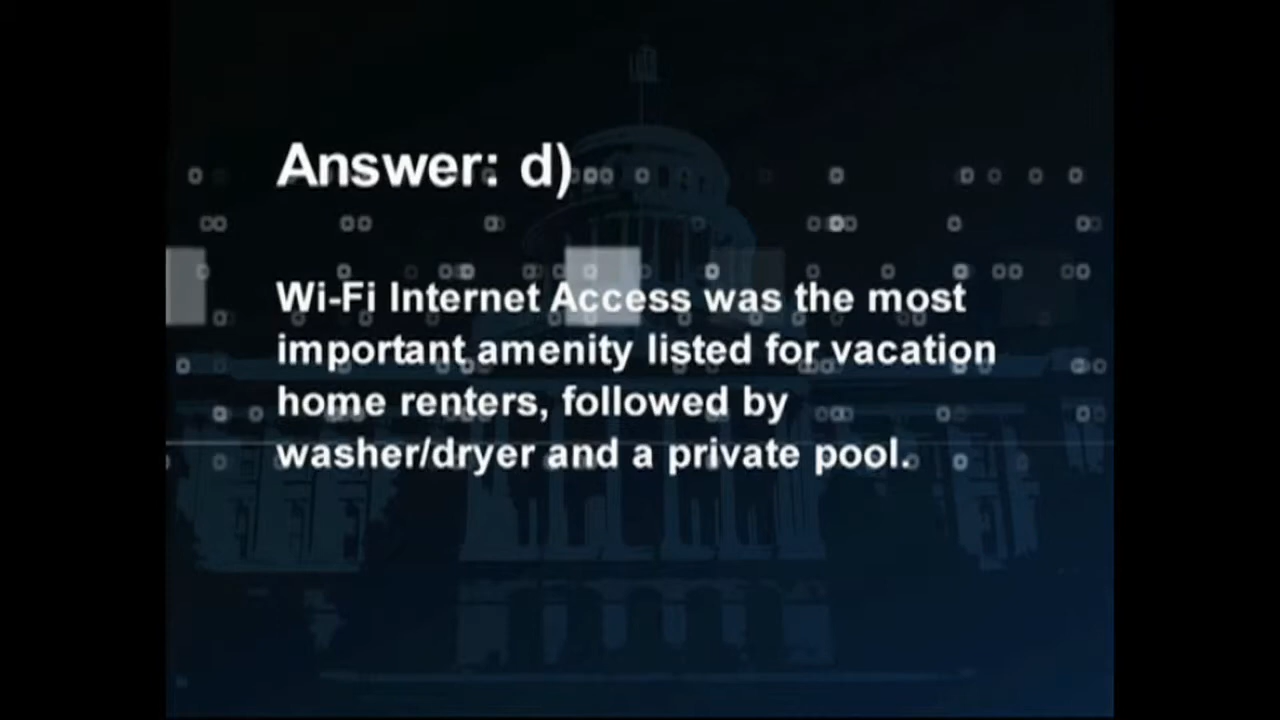 Answer: d)
Wi-Fi Internet Access was the most
important amenity listed for vacation
home renters, followed by
washer/dryer and a private pool.